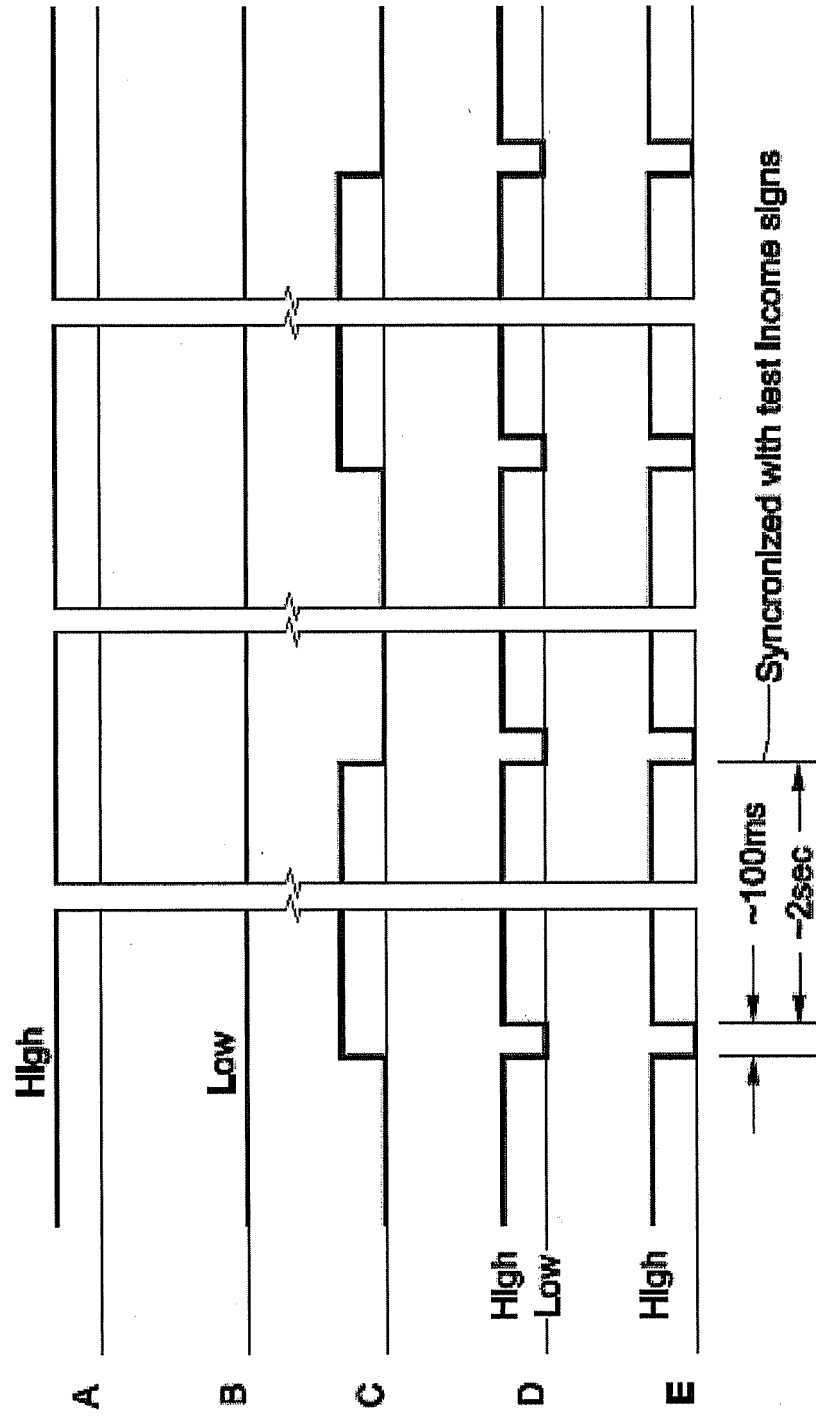 A
High
B
Low
C
D
High
Low
E
High
~100ms
~2sec
Syncronized with test Income signs